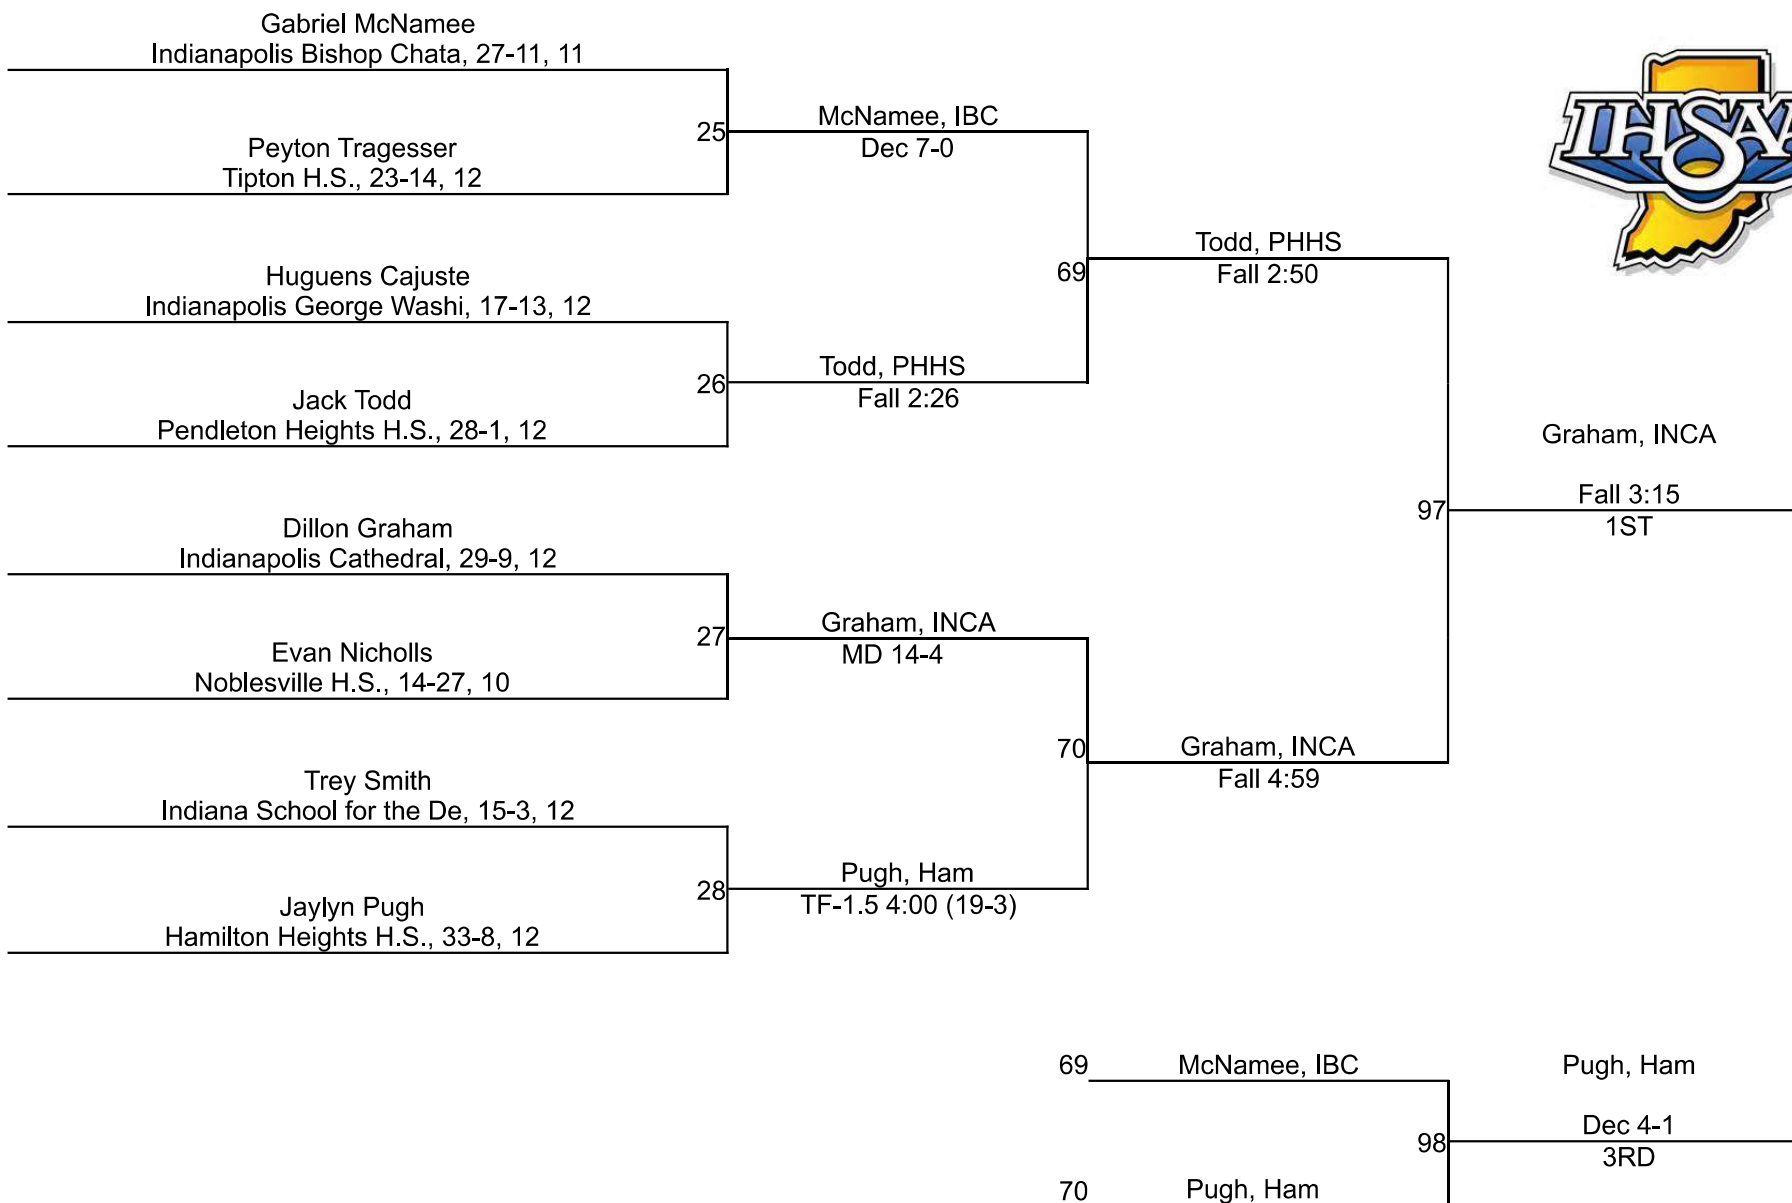 Gabriel McNamee
Indianapolis Bishop Chata, 27-11, 11
Peyton Tragesser
Tipton H.S., 23-14, 12
25
McNamee, IBC
Dec 7-0
Huguens Cajuste
Indianapolis George Washi, 17-13, 12
Jack Todd
Pendleton Heights H.S., 28-1, 12
26
Todd, PHHS
Fall 2:26
69
Todd, PHHS
Fall 2:50
Dillon Graham
Indianapolis Cathedral, 29-9, 12
Evan Nicholls
Noblesville H.S., 14-27, 10
27
Graham, INCA
MD 14-4
Trey Smith
Indiana School for the De, 15-3, 12
Jaylyn Pugh
Hamilton Heights H.S., 33-8, 12
28
Pugh, Ham
TF-1.5 4:00 (19-3)
70
Graham, INCA
Fall 4:59
97
Graham, INCA
Fall 3:15
1ST
IHSAA
69
McNamee, IBC
70
Pugh, Ham
98
Pugh, Ham
Dec 4-1
3RD